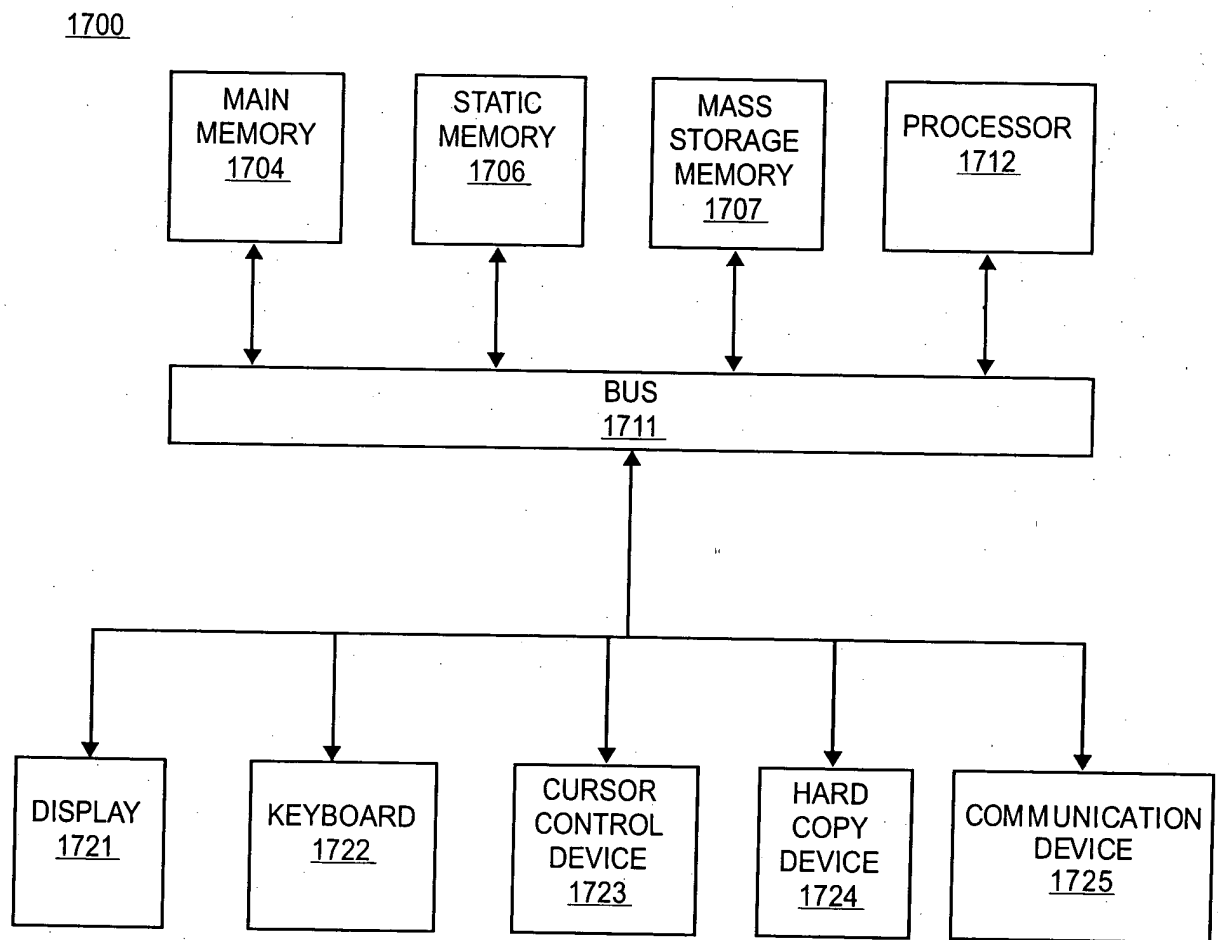 1700
MAIN
MEMORY
1704
STATIC
MEMORY
1706
MASS
STORAGE
MEMORY
1707
PROCESSOR
1712
BUS
1711
DISPLAY
1721
KEYBOARD
1722
CURSOR
CONTROL
DEVICE
1723
HARD
COPY
DEVICE
1724
COMMUNICATION
DEVICE
1725